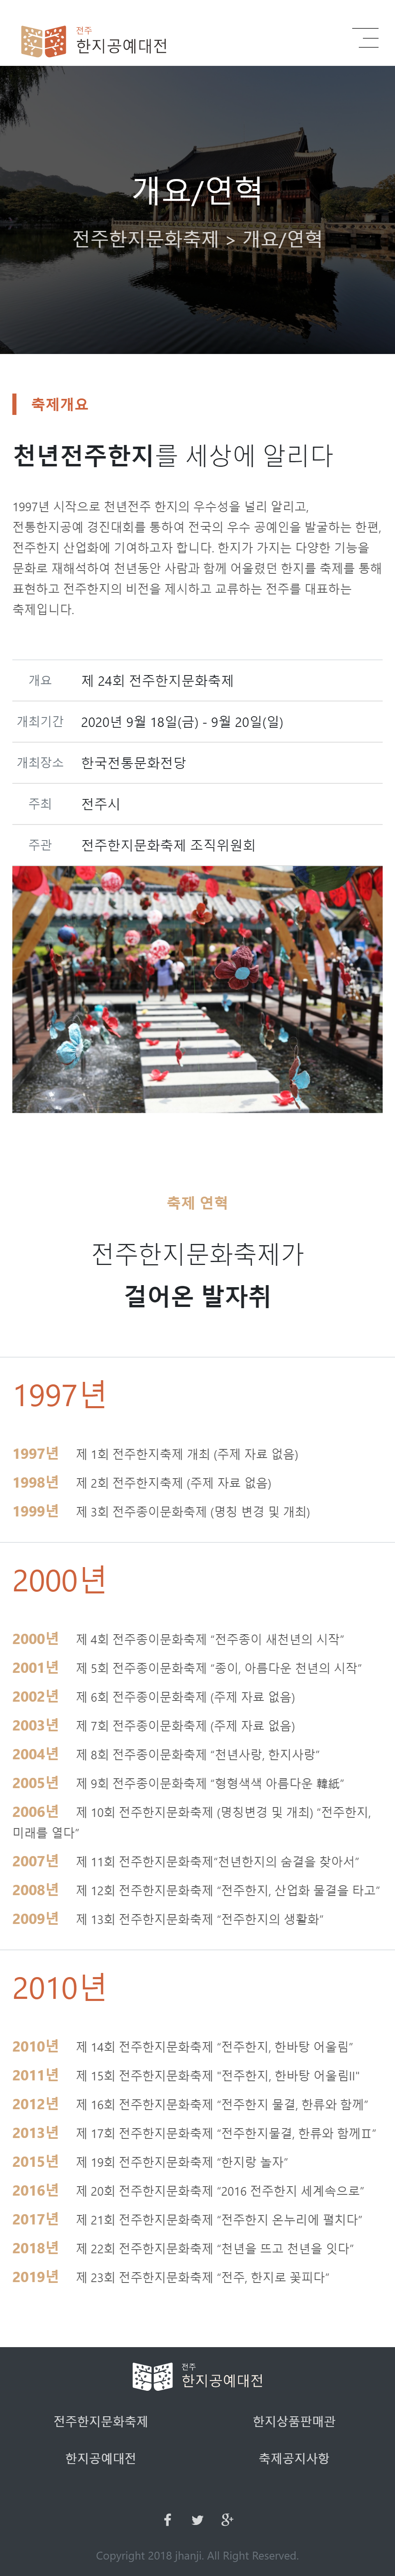 전주
한지공예대전
개요/연혁
전주한지문화축제 > 개요/연혁
축제개요
천년전주한지를 세상에 알리다
1997년 시작으로 천년전주 한지의 우수성을 널리 알리고,
전통한지공예 경진대회를 통하여 전국의 우수 공예인을 발굴하는 한편,
전주한지 산업화에 기여하고자 합니다. 한지가 가지는 다양한 기능을
문화로 재해석하여 천년동안 사람과 함께 어울렸던 한지를 축제를 통해
표현하고 전주한지의 비전을 제시하고 교류하는 전주를 대표하는
축제입니다.
개요 제 24회 전주한지문화축제
개최기간 2020년 9월 18일(금) - 9월 20일(일)
개최장소 한국전통문화전당
주최 전주시
주관 전주한지문화축제 조직위원회
축제 연혁
전주한지문화축제가
걸어온 발자취
1997년
1997년 제 1회 전주한지축제 개최 (주제 자료 없음)
1998년 제 2회 전주한지축제 (주제 자료 없음)
1999년 제 3회 전주종이문화축제 (명칭 변경 및 개최)
2000년
2000년 제 4회 전주종이문화축제 “전주종이 새천년의 시작”
2001년 제 5회 전주종이문화축제 “종이, 아름다운 천년의 시작”
2002년 제 6회 전주종이문화축제 (주제 자료 없음)
2003년 제 7회 전주종이문화축제 (주제 자료 없음)
2004년 제 8회 전주종이문화축제 “천년사랑, 한지사랑”
2005년 제 9회 전주종이문화축제 “형형색색 아름다운 韓紙”
2006년 제 10회 전주한지문화축제 (명칭변경 및 개최) “전주한지,
미래를 열다”
2007년 제 11회 전주한지문화축제“천년한지의 숨결을 찾아서”
2008년 제 12회 전주한지문화축제 “전주한지, 산업화 물결을 타고”
2009년 제 13회 전주한지문화축제 “전주한지의 생활화”
2010년
2010년 제 14회 전주한지문화축제 “전주한지, 한바탕 어울림”
2011년 제 15회 전주한지문화축제 "전주한지, 한바탕 어울림II"
2012년 제 16회 전주한지문화축제 “전주한지 물결, 한류와 함께”
2013년 제 17회 전주한지문화축제 “전주한지물결, 한류와 함께Ⅱ”
2015년 제 19회 전주한지문화축제 “한지랑 놀자”
2016년 제 20회 전주한지문화축제 “2016 전주한지 세계속으로”
2017년 제 21회 전주한지문화축제 “전주한지 온누리에 펼치다”
2018년 제 22회 전주한지문화축제 “천년을 뜨고 천년을 잇다”
2019년 제 23회 전주한지문화축제 “전주, 한지로 꽃피다”
전주
한지공예대전
전주한지문화축제 한지상품판매관
한지공예대전 축제공지사항
Copyright 2018 jhanji. All Right Reserved.